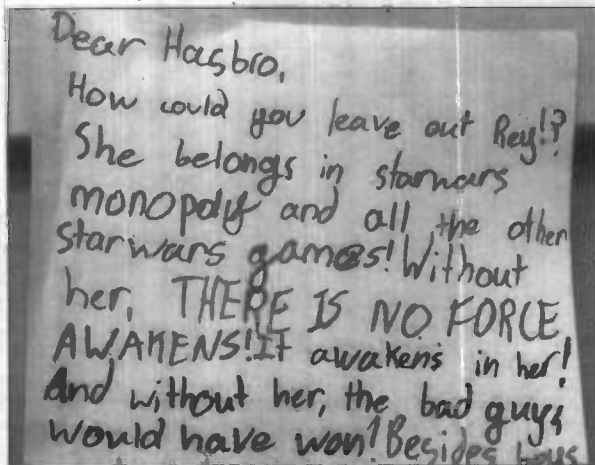 Dear Hasbro,
How could you leave out Rey!?
She belongs in starwars
monopoly and all the other
starwars games! Without
her, THERE IS NO FORCE
AWAKENS! It awakens in her!
And without her, the bad guys
would have won! Besides